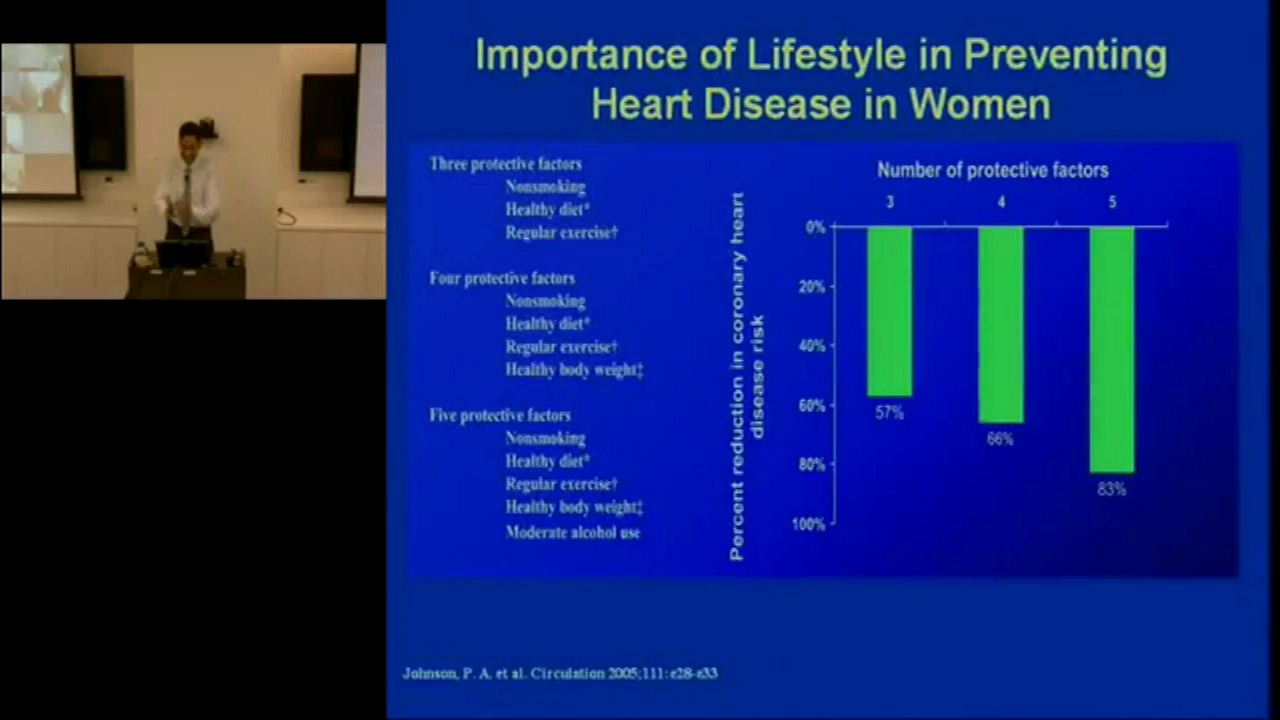 Importance of Lifestyle in Preventing
Heart Disease in Women
Three protective factors
Nonsmoking
Healthy diet*
Regular exercise†
Four protective factors
Nonsmoking
Healthy diet*
Regular exercise†
Healthy body weight‡
Five protective factors
Nonsmoking
Healthy diet*
Regular exercise†
Healthy body weight‡
Moderate alcohol use
Number of protective factors
3 4 5
Percent reduction in coronary heart
disease risk
0%
20%
40%
60%
80%
100%
57%
66%
83%
Johnson, P. A. et al. Circulation 2005;111:e28-e33